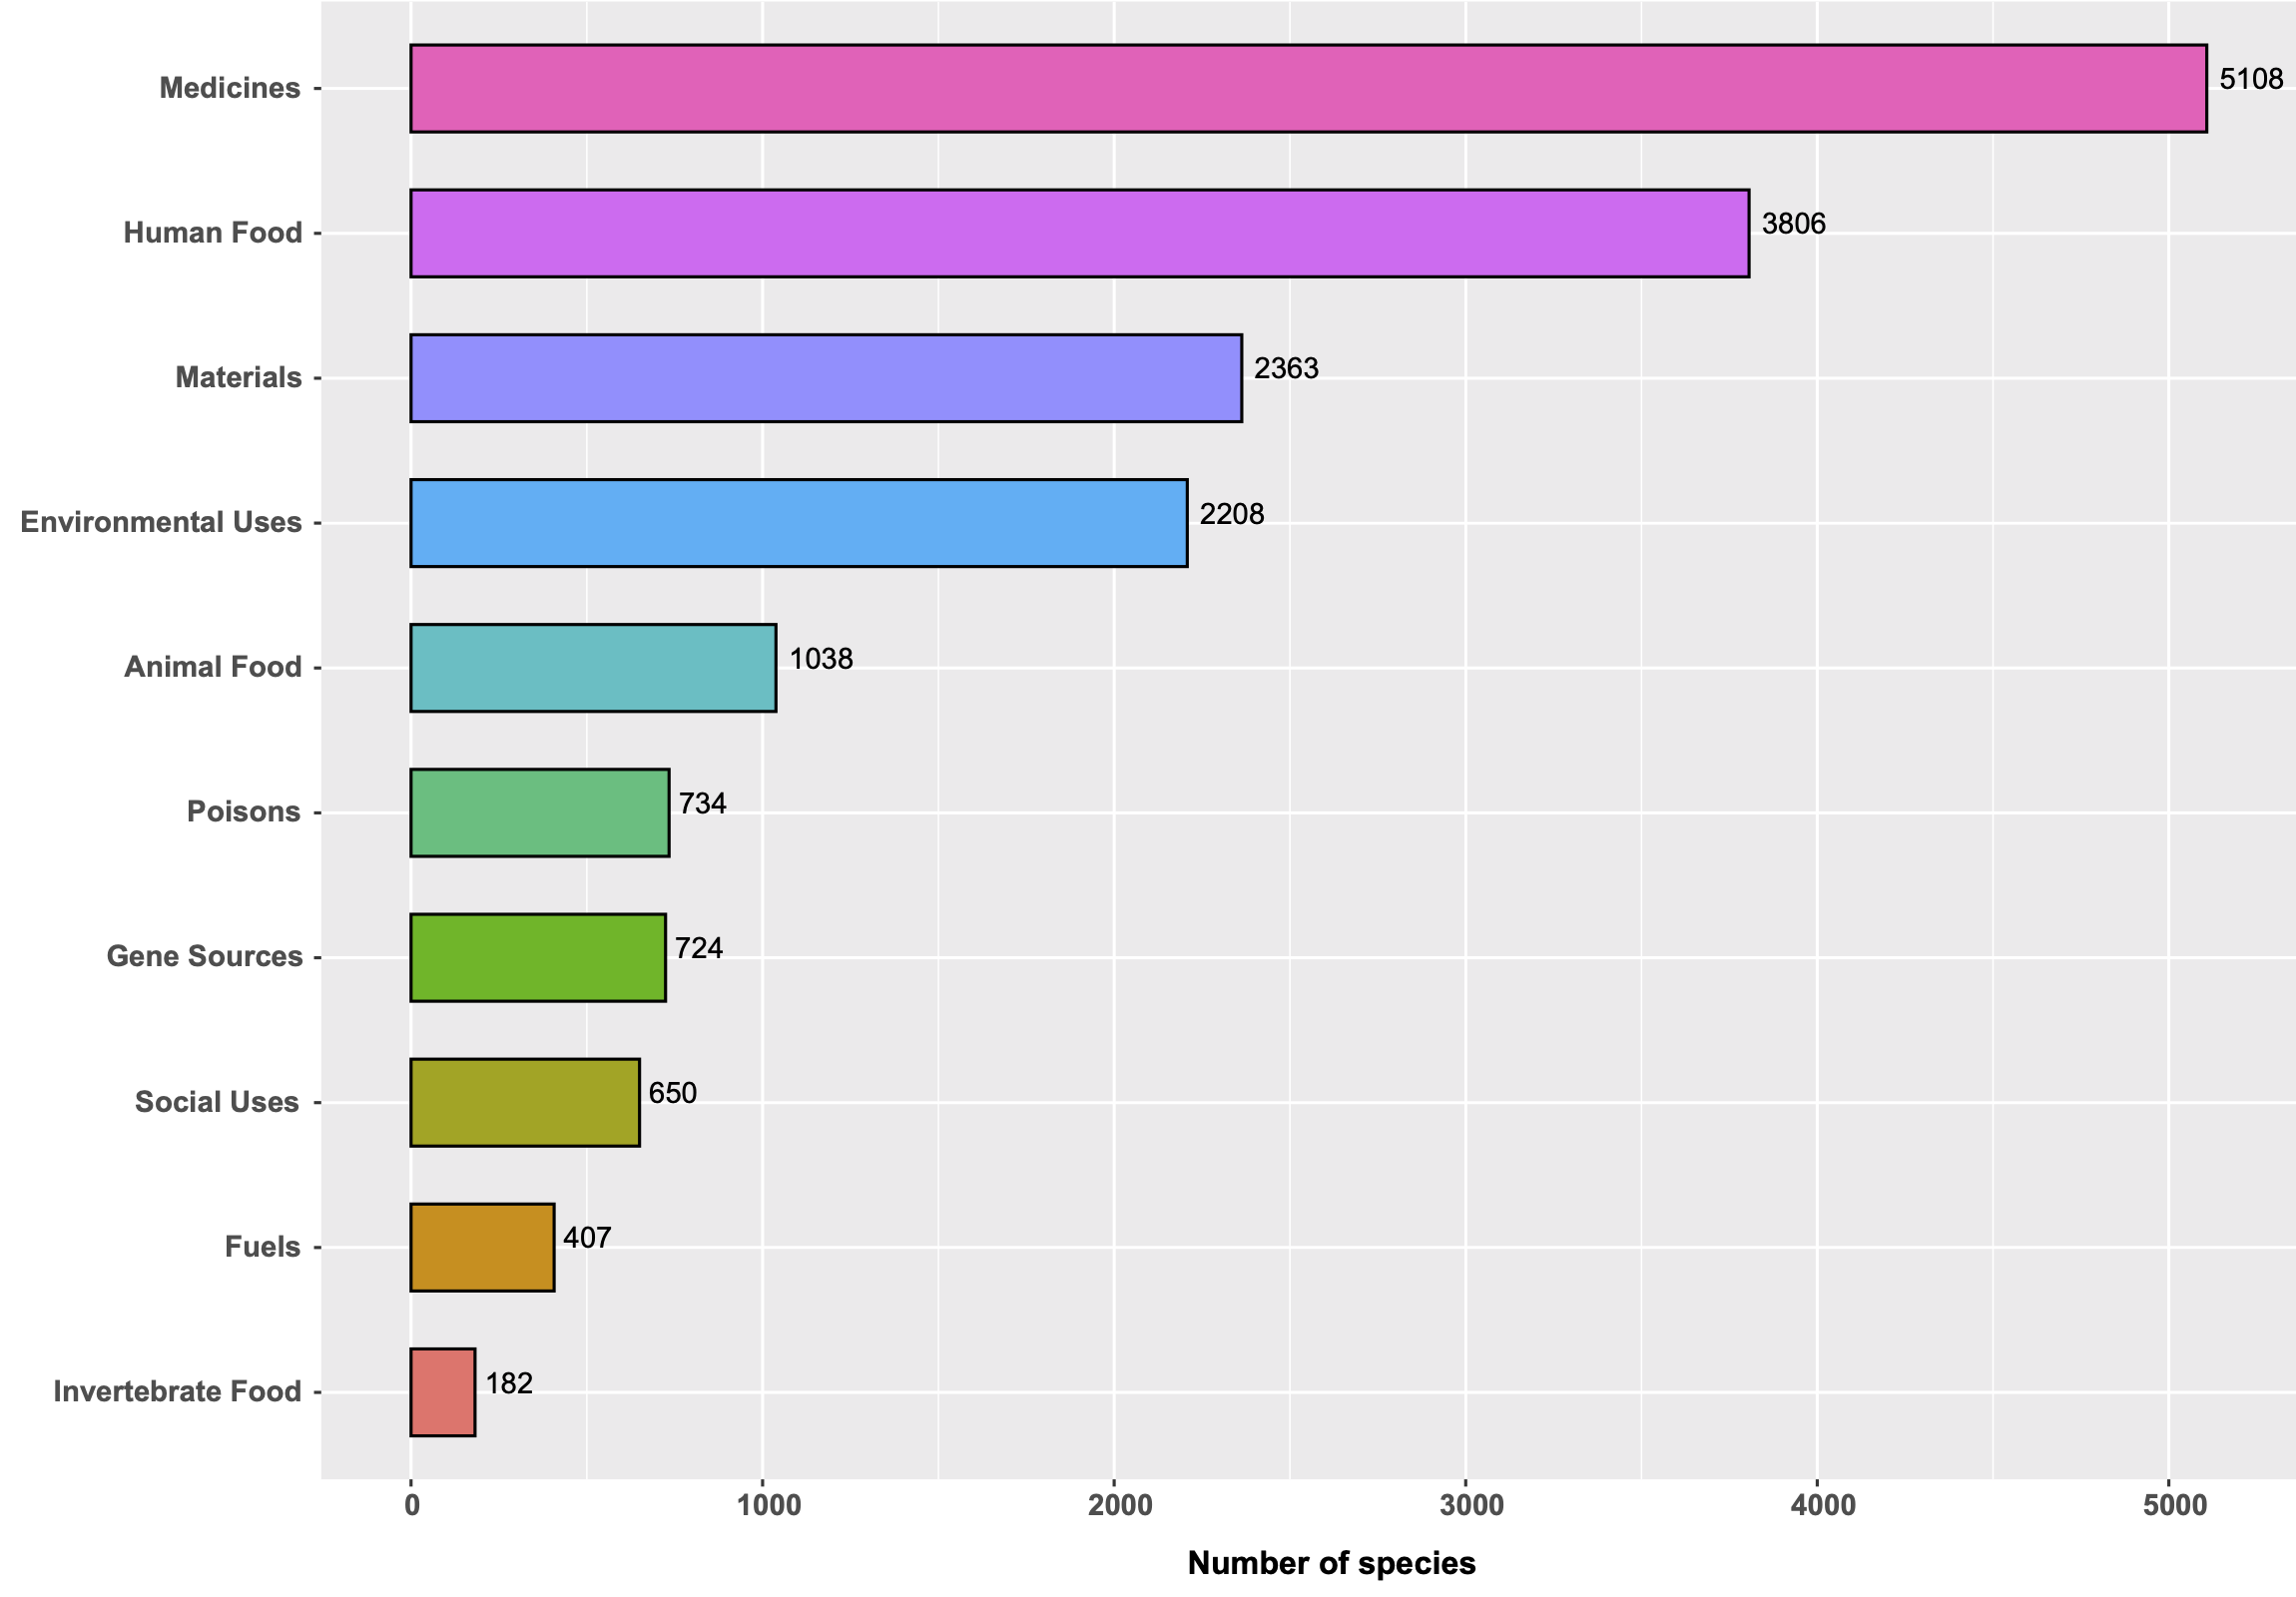 Medicines 5108
Human Food 3806
Materials 2363
Environmental Uses 2208
Animal Food 1038
Poisons 734
Gene Sources 724
Social Uses 650
Fuels 407
Invertebrate Food 182
0 1000 2000 3000 4000 5000
Number of species